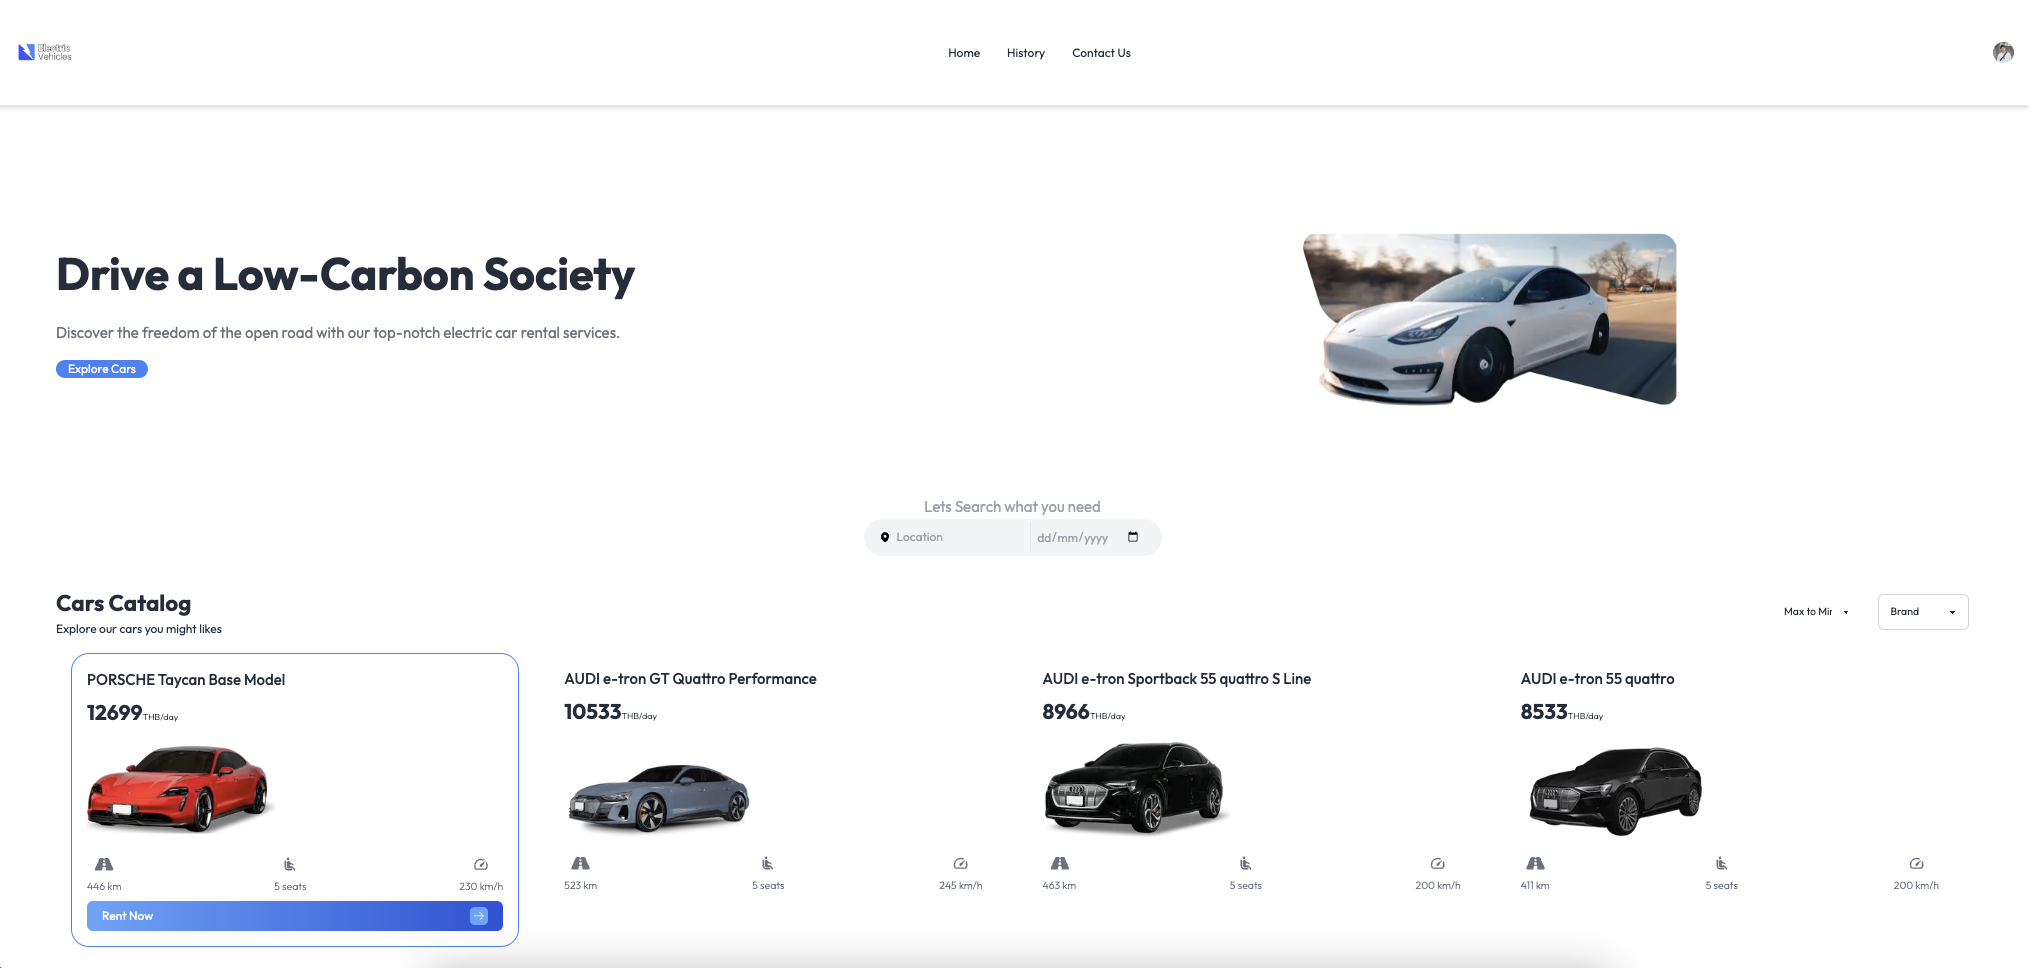 Electric
Vehicles
Home
History
Contact Us
Drive a Low-Carbon Society
Discover the freedom of the open road with our top-notch electric car rental services.
Explore Cars
Lets Search what you need
Location
dd/mm/yyyy
Cars Catalog
Explore our cars you might likes
Max to Mir
Brand
PORSCHE Taycan Base Model
12699THB/day
446 km
5 seats
230 km/h
Rent Now
AUDI e-tron GT Quattro Performance
10533THB/day
523 km
5 seats
245 km/h
AUDI e-tron Sportback 55 quattro S Line
8966THB/day
463 km
5 seats
200 km/h
AUDI e-tron 55 quattro
8533THB/day
411 km
5 seats
200 km/h